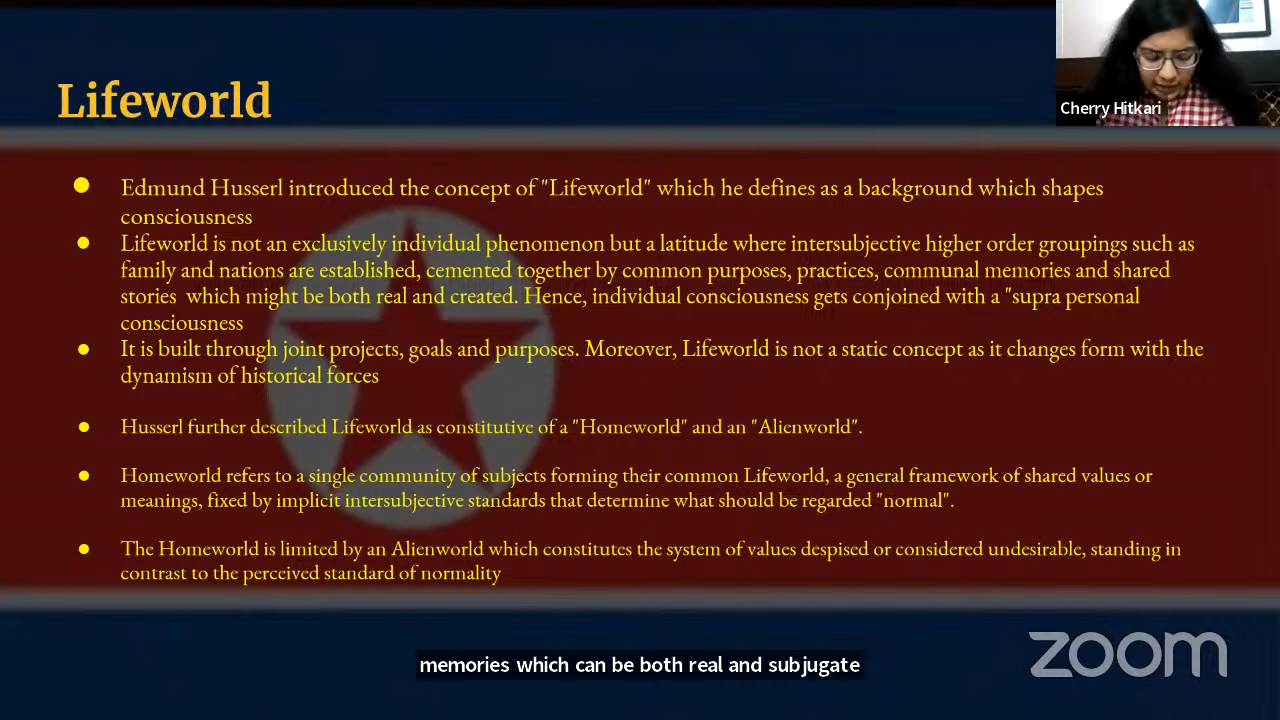 Lifeworld
Cherry Hitkari
● Edmund Husserl introduced the concept of "Lifeworld" which he defines as a background which shapes
consciousness
● Lifeworld is not an exclusively individual phenomenon but a latitude where intersubjective higher order groupings such as
family and nations are established, cemented together by common purposes, practices, communal memories and shared
stories which might be both real and created. Hence, individual consciousness gets conjoined with a "supra personal
consciousness
● It is built through joint projects, goals and purposes. Moreover, Lifeworld is not a static concept as it changes form with the
dynamism of historical forces
● Husserl further described Lifeworld as constitutive of a "Homeworld" and an "Alienworld".
● Homeworld refers to a single community of subjects forming their common Lifeworld, a general framework of shared values or
meanings, fixed by implicit intersubjective standards that determine what should be regarded "normal".
● The Homeworld is limited by an Alienworld which constitutes the system of values despised or considered undesirable, standing in
contrast to the perceived standard of normality
memories which can be both real and subjugate
zoom